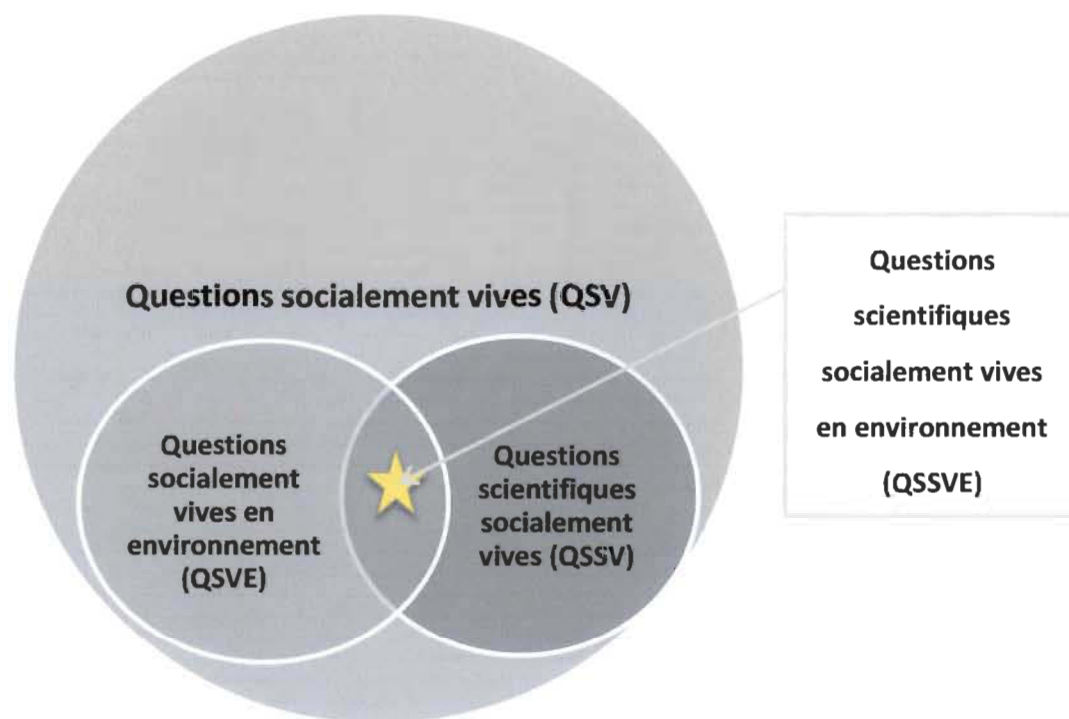 Questions socialement vives (QSV)
Questions
socialement
vives en
environnement
(QSVE)
Questions
scientifiques
socialement
vives (QSSV)
Questions
scientifiques
socialement vives
en environnement
(QSSVE)